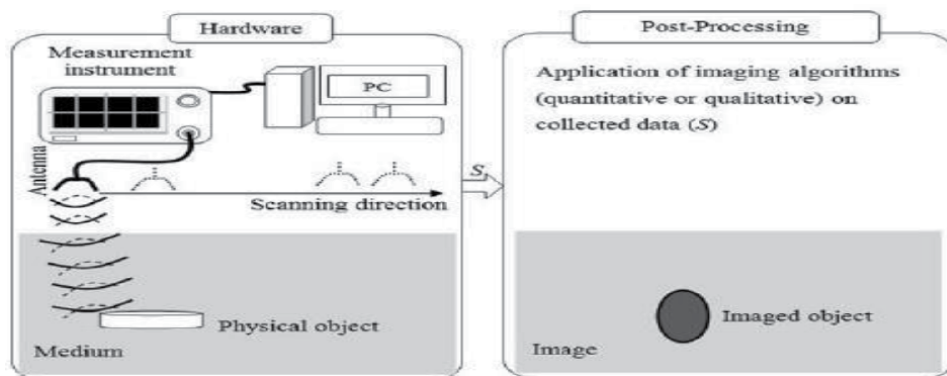 Hardware
Measurement
instrument
PC
Antenna
Scanning direction
Physical object
Medium
S
Post-Processing
Application of imaging algorithms
(quantitative or qualitative) on
collected data (S)
Imaged object
Image